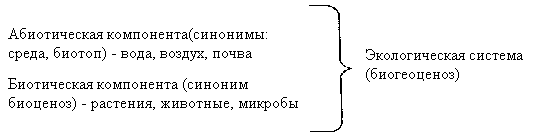 Абиотическая компонента(синонимы:
среда, биотоп) - вода, воздух, почва
Биотическая компонента (синоним
биоценоз) - растения, животные, микробы
Экологическая система
(биогеоценоз)